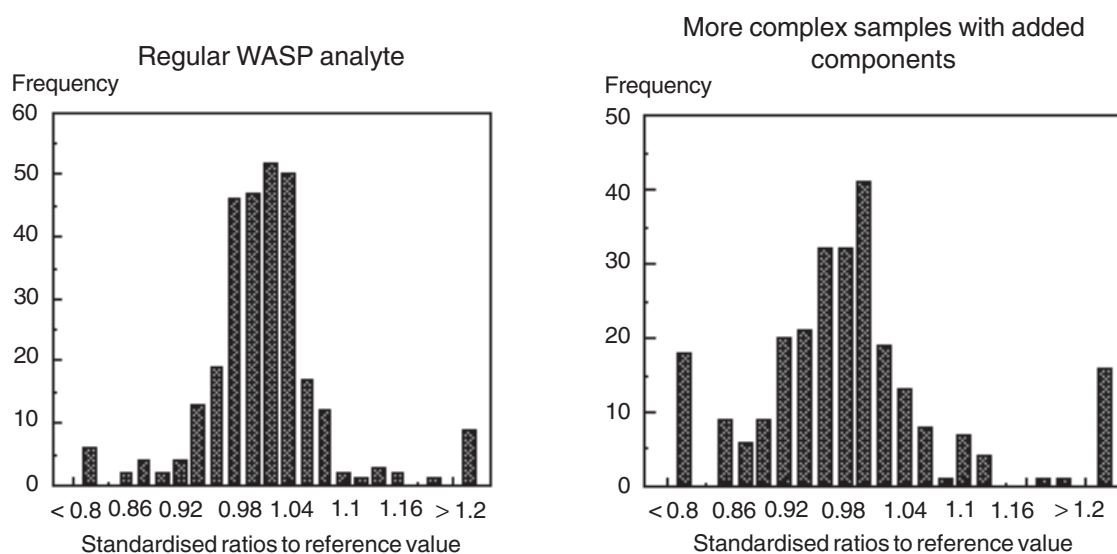 Regular WASP analyte
Frequency
60
50
40
30
20
10
0
< 0.8 0.86 0.92 0.98 1.04 1.1 1.16 > 1.2
Standardised ratios to reference value
More complex samples with added
components
Frequency
50
40
30
20
10
0
< 0.8 0.86 0.92 0.98 1.04 1.1 1.16 > 1.2
Standardised ratios to reference value